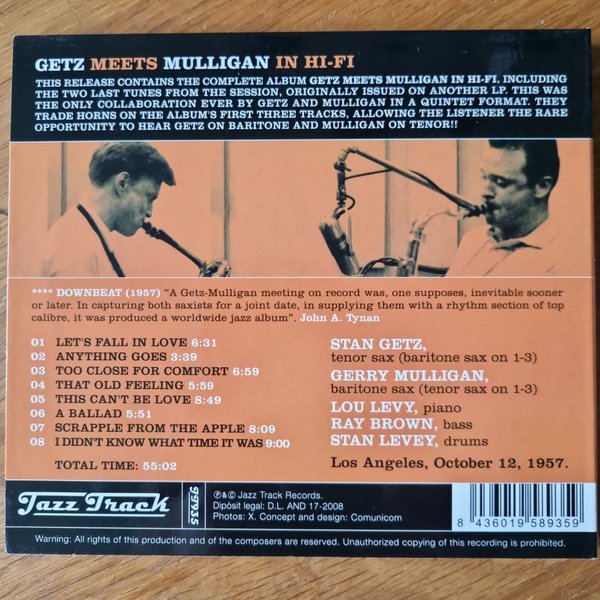 GETZ MEETS MULLIGAN IN HI-FI
THIS RELEASE CONTAINS THE COMPLETE ALBUM GETZ MEETS MULLIGAN IN HI-FI, INCLUDING
THE TWO LAST TUNES FROM THE SESSION, ORIGINALLY ISSUED ON ANOTHER LP. THIS WAS
THE ONLY COLLABORATION EVER BY GETZ AND MULLIGAN IN A QUINTET FORMAT. THEY
TRADE HORNS ON THE ALBUM'S FIRST THREE TRACKS, ALLOWING THE LISTENER THE RARE
OPPORTUNITY TO HEAR GETZ ON BARITONE AND MULLIGAN ON TENOR!!
**** DOWNBEAT (1957) “A Getz-Mulligan meeting on record was, one supposes, inevitable sooner
or later. In capturing both saxists for a joint date, in supplying them with a rhythm section of top
calibre, it was produced a worldwide jazz album”. John A. Tynan
01 LET'S FALL IN LOVE 6:31
02 ANYTHING GOES 3:39
03 TOO CLOSE FOR COMFORT 6:59
04 THAT OLD FEELING 5:59
05 THIS CAN'T BE LOVE 8:49
06 A BALLAD 5:51
07 SCRAPPLE FROM THE APPLE 8:09
08 I DIDN'T KNOW WHAT TIME IT WAS 9:00
TOTAL TIME: 55:02
STAN GETZ,
tenor sax (baritone sax on 1-3)
GERRY MULLIGAN,
baritone sax (tenor sax on 1-3)
LOU LEVY, piano
RAY BROWN, bass
STAN LEVEY, drums
Los Angeles, October 12, 1957.
Jazz Track
99935
℗&© Jazz Track Records.
Dipòsit legal: D.L. AND 17-2008
Photos: X. Concept and design: Comunicom
8 436019 589359
Warning: All rights of this production and of the composers are reserved. Unauthorized copying of this recording is prohibited.